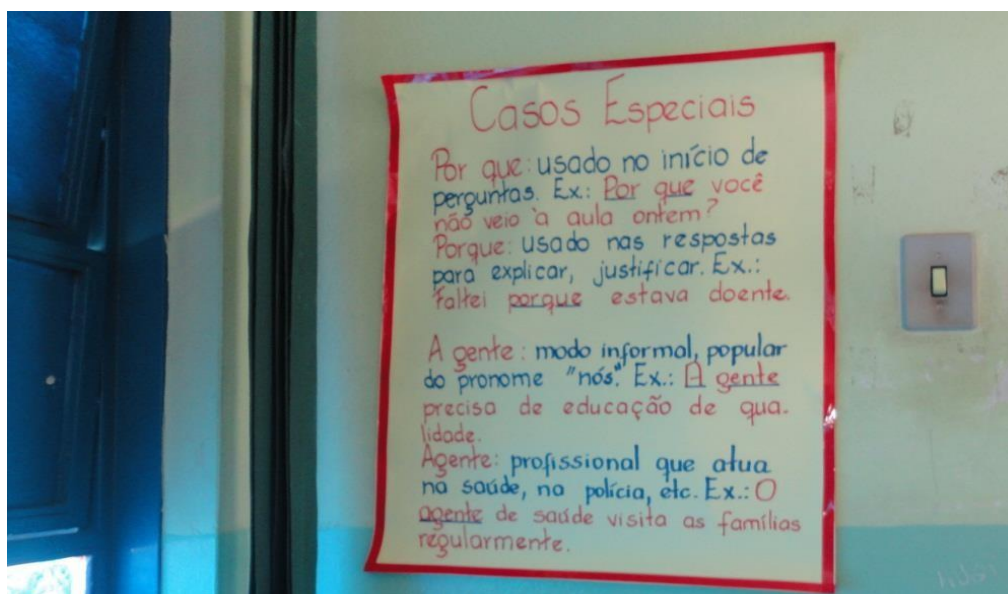 Casos Especiais
Por que: usado no início de
perguntas. Ex.: Por que você
não veio à aula ontem?
Porque: usado nas respostas
para explicar, justificar. Ex.:
Faltei porque estava doente.
A gente: modo informal, popular
do pronome "nós". Ex.: A gente
precisa de educação de qua-
lidade.
Agente: profissional que atua
na saúde, na polícia, etc. Ex.: O
agente de saúde visita as famílias
regularmente.